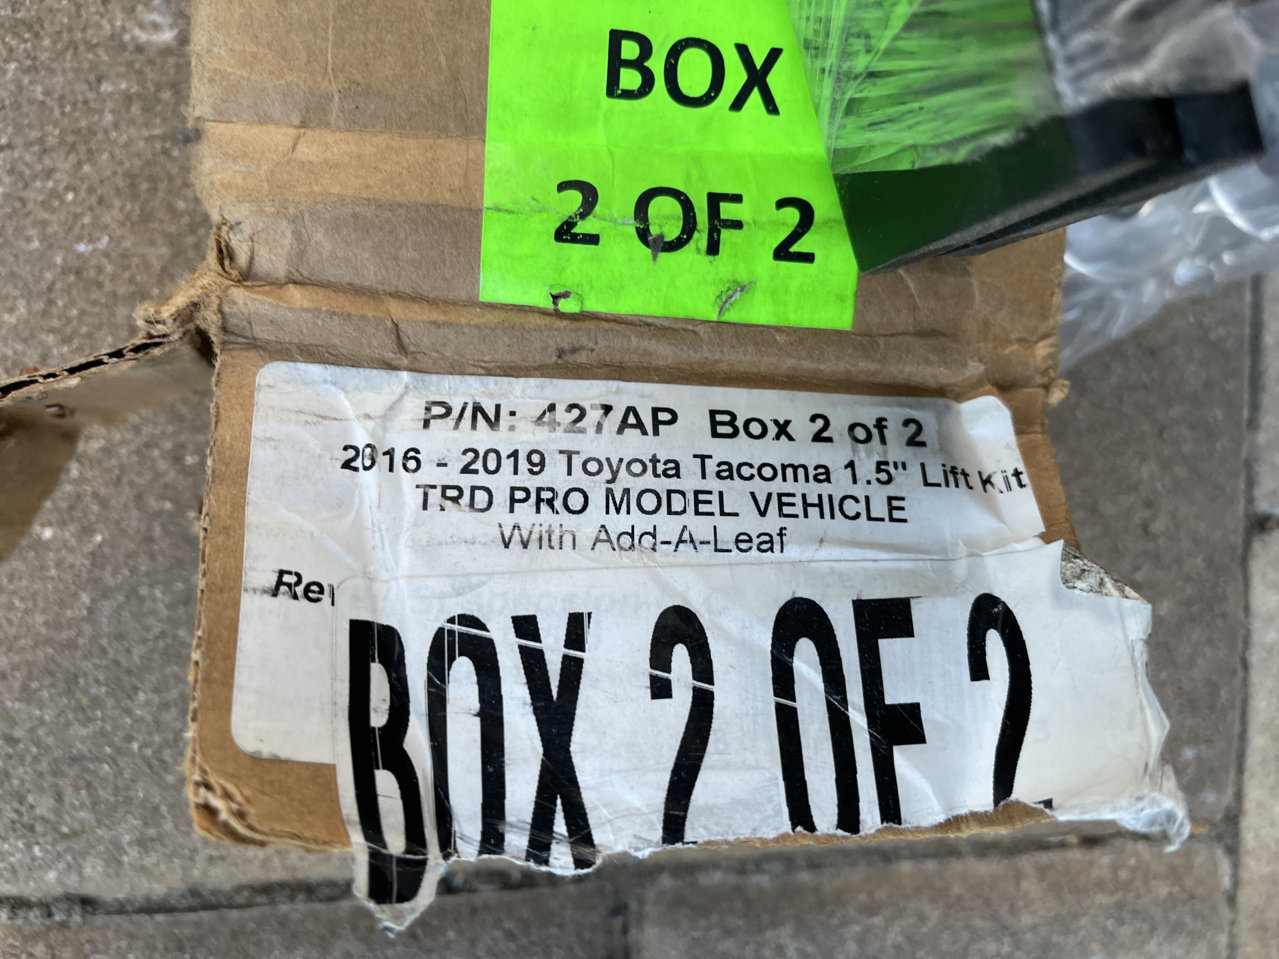 BOX
2 OF 2
P/N: 427AP Box 2 of 2
2016 - 2019 Toyota Tacoma 1.5" Lift Kit
TRD PRO MODEL VEHICLE
With Add-A-Leaf
BOX 2 OF 2